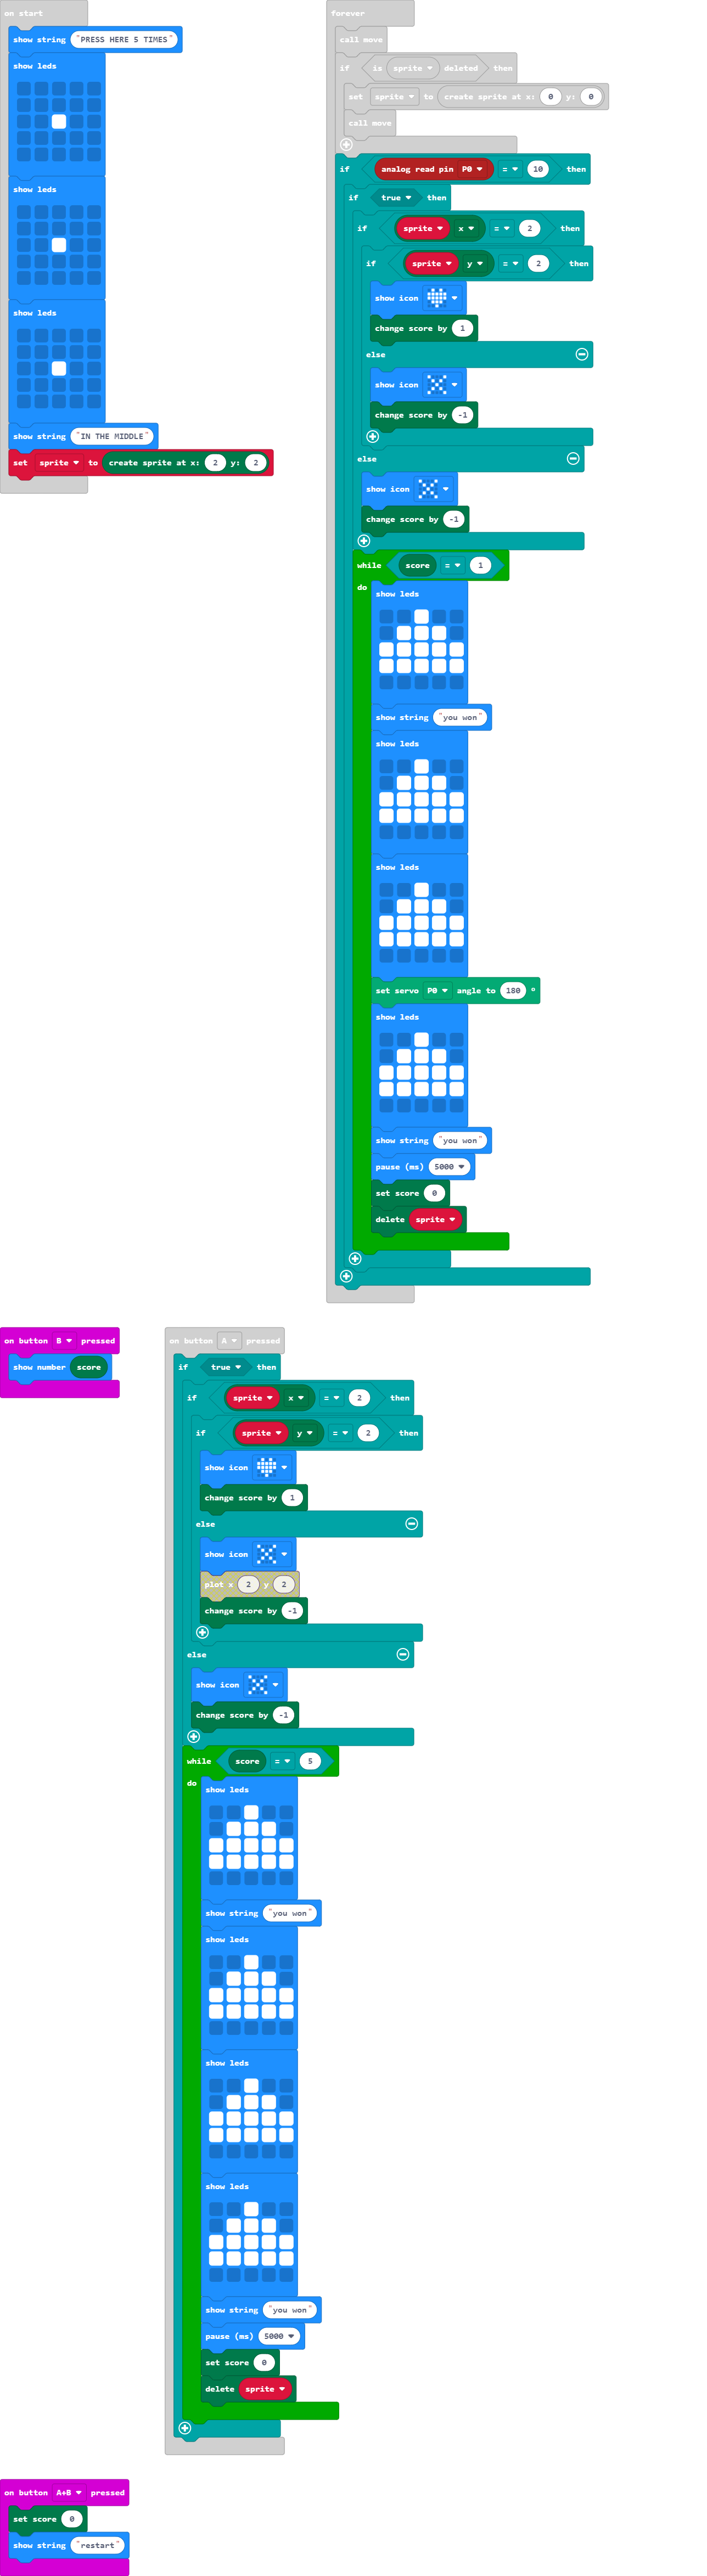 on start
show string "PRESS HERE 5 TIMES"
show leds
show leds
show leds
show string "IN THE MIDDLE"
set sprite to create sprite at x: 2 y: 2
forever
call move
if is sprite deleted then
set sprite to create sprite at x: 0 y: 0
call move
if analog read pin P0 = 10 then
if true then
if sprite x = 2 then
if sprite y = 2 then
show icon
change score by 1
else
show icon
change score by -1
else
show icon
change score by -1
while score = 1
do
show leds
show string "you won"
show leds
show leds
set servo P0 angle to 180 °
show leds
show string "you won"
pause (ms) 5000
set score 0
delete sprite
on button B pressed
show number score
on button A pressed
if true then
if sprite x = 2 then
if sprite y = 2 then
show icon
change score by 1
else
show icon
plot x 2 y 2
change score by -1
else
show icon
change score by -1
while score = 5
do
show leds
show string "you won"
show leds
show leds
show leds
show string "you won"
pause (ms) 5000
set score 0
delete sprite
on button A+B pressed
set score 0
show string "restart"